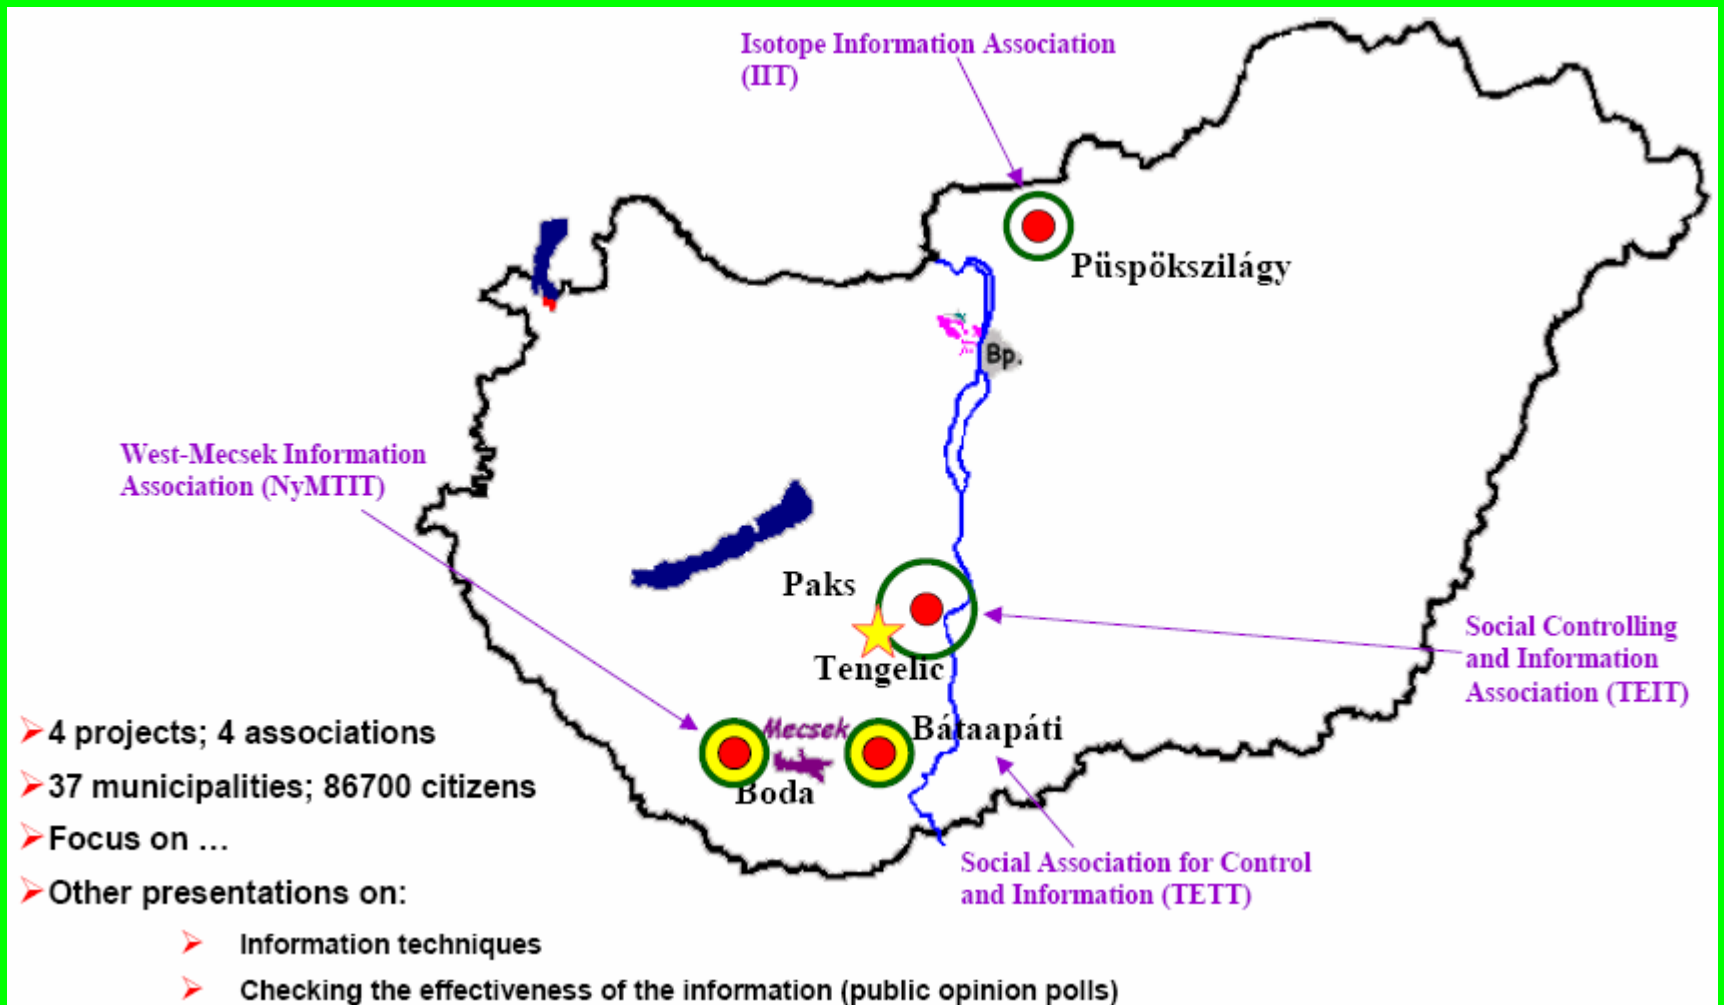 Isotope Information Association
(IIT)
Püspökszilágy
Bp.
West-Mecsek Information
Association (NyMTIT)
Paks
Tengelic
Social Controlling
and Information
Association (TEIT)
Mecsek
Bátaapáti
Boda
Social Association for Control
and Information (TETT)
4 projects; 4 associations
37 municipalities; 86700 citizens
Focus on ...
Other presentations on:
Information techniques
Checking the effectiveness of the information (public opinion polls)